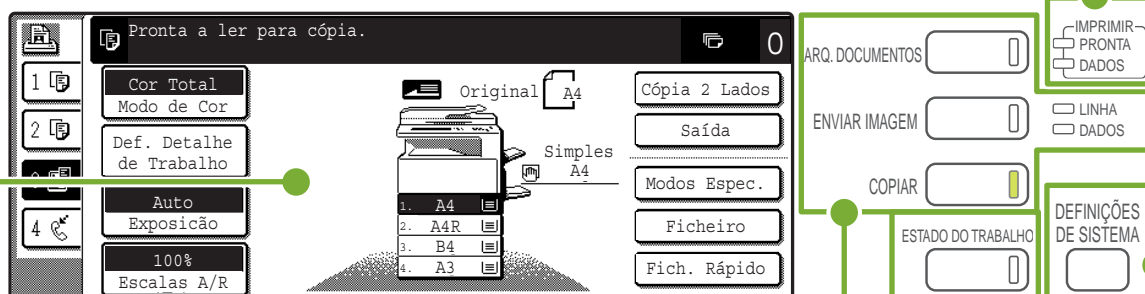 Pronta a ler para cópia.
0
1
2
4
Cor Total
Modo de Cor
Def. Detalhe
de Trabalho
Auto
Exposicão
100%
Escalas A/R
Original
A4
Simples
A4
1. A4
2. A4R
3. B4
4. A3
Cópia 2 Lados
Saída
Modos Espec.
Ficheiro
Fich. Rápido
ARQ. DOCUMENTOS
ENVIAR IMAGEM
COPIAR
ESTADO DO TRABALHO
IMPRIMIR
PRONTA
DADOS
LINHA
DADOS
DEFINIÇÕES
DE SISTEMA